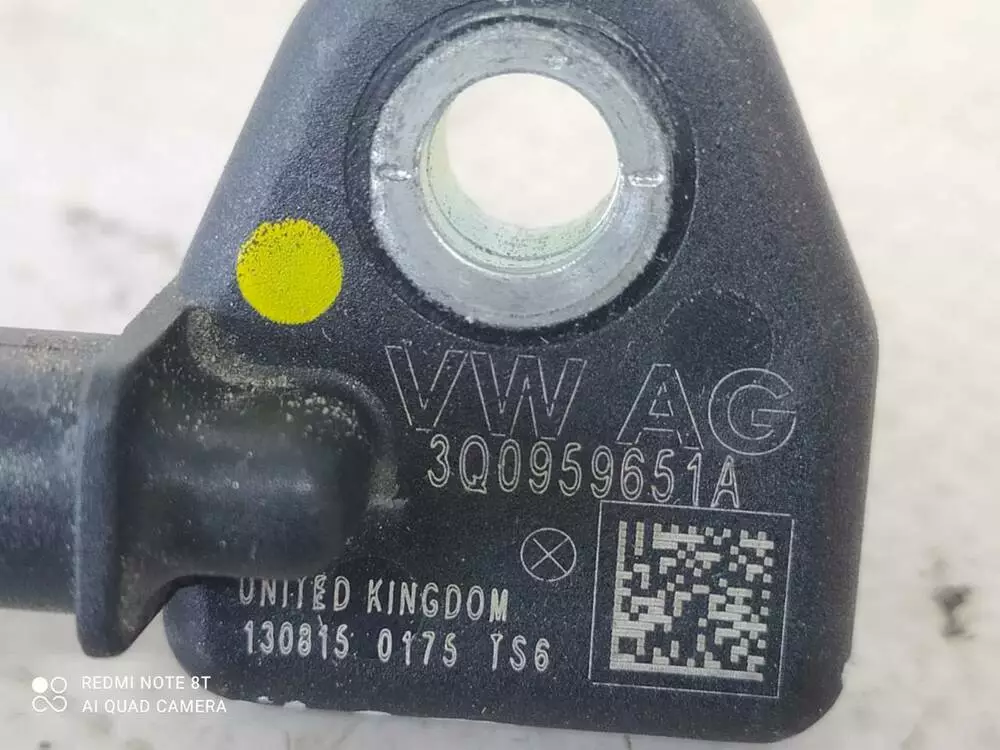 VW AG
3Q0959651A
UNITED KINGDOM
130815 0175 TS6
REDMI NOTE 8T
AI QUAD CAMERA